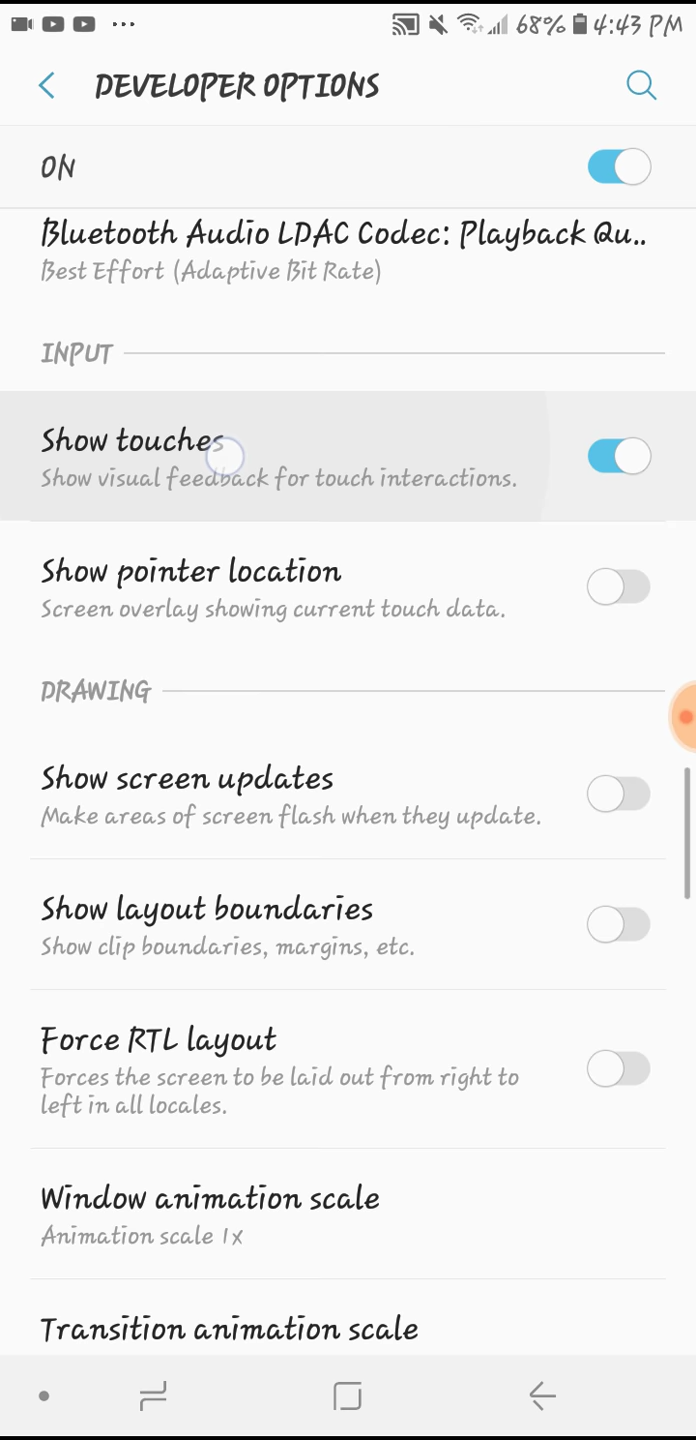 68% 4:43 PM
DEVELOPER OPTIONS
ON
Bluetooth Audio LDAC Codec: Playback Qu..
Best Effort (Adaptive Bit Rate)
INPUT
Show touches
Show visual feedback for touch interactions.
Show pointer location
Screen overlay showing current touch data.
DRAWING
Show screen updates
Make areas of screen flash when they update.
Show layout boundaries
Show clip boundaries, margins, etc.
Force RTL layout
Forces the screen to be laid out from right to
left in all locales.
Window animation scale
Animation scale 1x
Transition animation scale